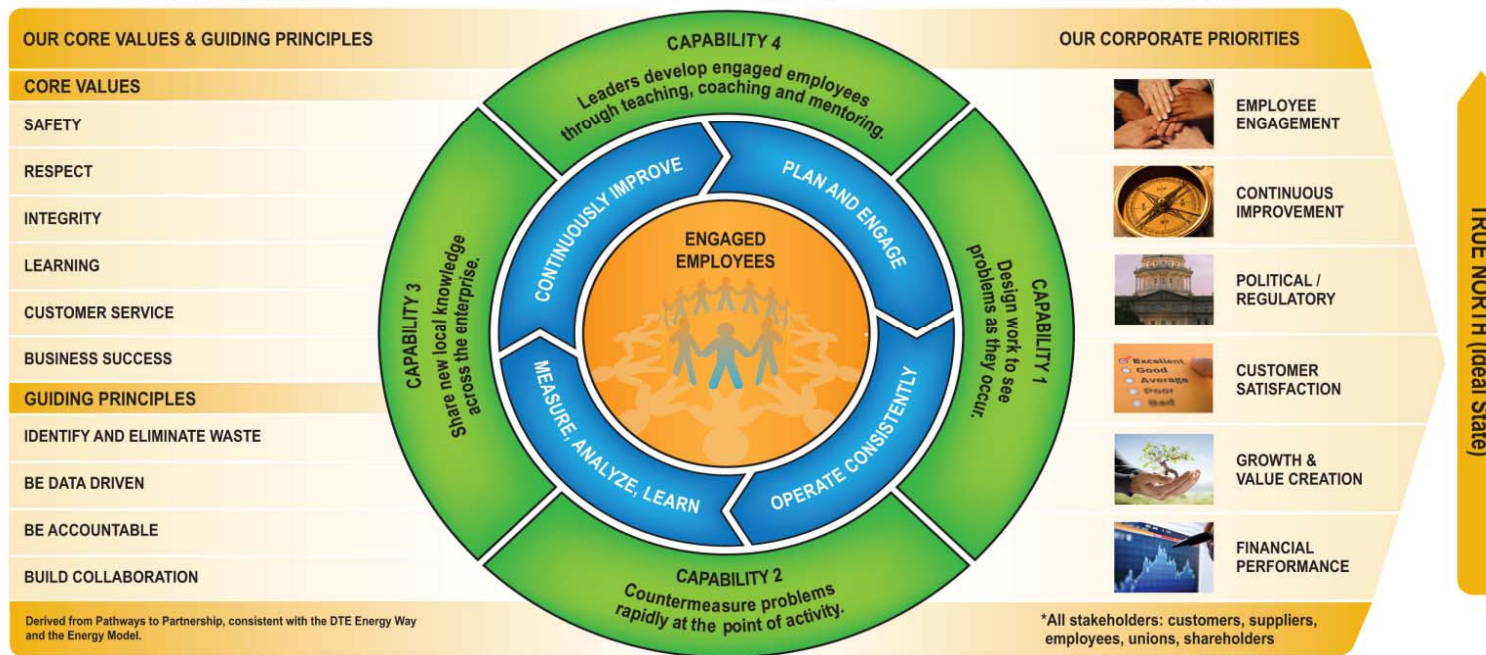 OUR CORE VALUES & GUIDING PRINCIPLES
CORE VALUES
SAFETY
RESPECT
INTEGRITY
LEARNING
CUSTOMER SERVICE
BUSINESS SUCCESS
GUIDING PRINCIPLES
IDENTIFY AND ELIMINATE WASTE
BE DATA DRIVEN
BE ACCOUNTABLE
BUILD COLLABORATION
Derived from Pathways to Partnership, consistent with the DTE Energy Way
and the Energy Model.
CAPABILITY 4
Leaders develop engaged employees
through teaching, coaching and mentoring.
CAPABILITY 1
Design work to see
problems as they occur.
CAPABILITY 2
Countermeasure problems
rapidly at the point of activity.
CAPABILITY 3
Share new local knowledge
across the enterprise.
PLAN AND ENGAGE
OPERATE CONSISTENTLY
MEASURE, ANALYZE, LEARN
CONTINUOUSLY IMPROVE
ENGAGED
EMPLOYEES
OUR CORPORATE PRIORITIES
EMPLOYEE
ENGAGEMENT
CONTINUOUS
IMPROVEMENT
POLITICAL /
REGULATORY
Excellent
Good
Average
Poor
Bad
CUSTOMER
SATISFACTION
GROWTH &
VALUE CREATION
FINANCIAL
PERFORMANCE
*All stakeholders: customers, suppliers,
employees, unions, shareholders
TRUE NORTH (Ideal State)